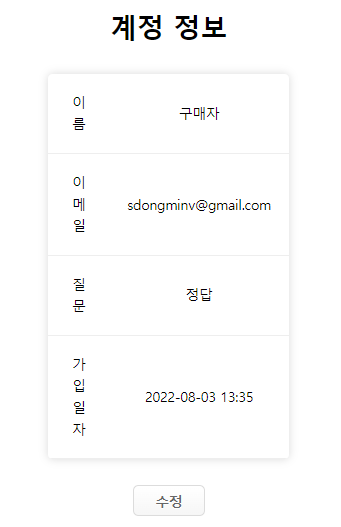 계정 정보
이
름
구매자
이
메
일
sdongminv@gmail.com
질
문
정답
가
입
일
자
2022-08-03 13:35
수정